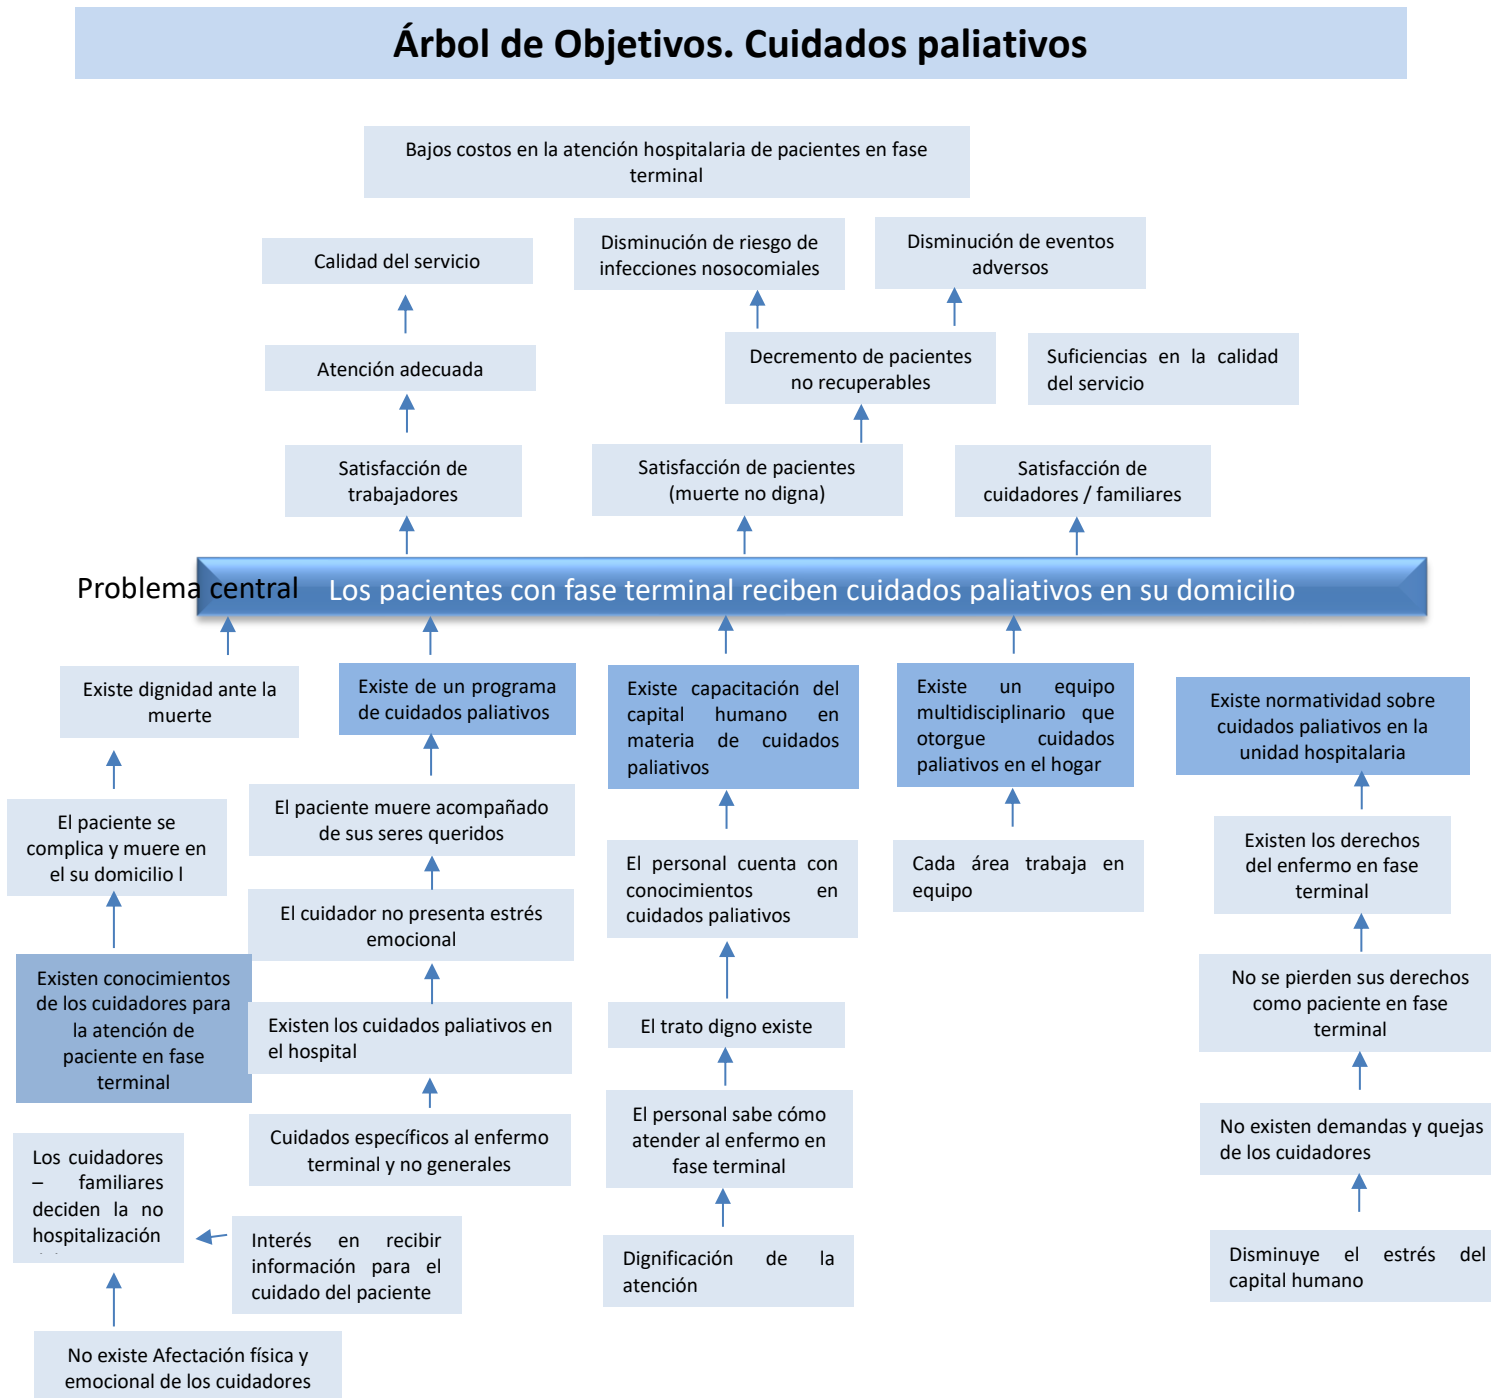 Árbol de Objetivos. Cuidados paliativos
Bajos costos en la atención hospitalaria de pacientes en fase
terminal
Calidad del servicio
Disminución de riesgo de
infecciones nosocomiales
Disminución de eventos
adversos
Atención adecuada
Decremento de pacientes
no recuperables
Suficiencias en la calidad
del servicio
Satisfacción de
trabajadores
Satisfacción de pacientes
(muerte no digna)
Satisfacción de
cuidadores / familiares
Problema central
Los pacientes con fase terminal reciben cuidados paliativos en su domicilio
Existe dignidad ante la
muerte
El paciente se
complica y muere en
el su domicilio l
Existen conocimientos
de los cuidadores para
la atención de
paciente en fase
terminal
Los cuidadores
– familiares
deciden la no
hospitalización
Interés en recibir
información para el
cuidado del paciente
No existe Afectación física y
emocional de los cuidadores
Existe de un programa
de cuidados paliativos
El paciente muere acompañado
de sus seres queridos
El cuidador no presenta estrés
emocional
Existen los cuidados paliativos en
el hospital
Cuidados específicos al enfermo
terminal y no generales
Existe capacitación del
capital humano en
materia de cuidados
paliativos
El personal cuenta con
conocimientos en
cuidados paliativos
El trato digno existe
El personal sabe cómo
atender al enfermo en
fase terminal
Dignificación de la
atención
Existe un equipo
multidisciplinario que
otorgue cuidados
paliativos en el hogar
Cada área trabaja en
equipo
Existe normatividad sobre
cuidados paliativos en la
unidad hospitalaria
Existen los derechos
del enfermo en fase
terminal
No se pierden sus derechos
como paciente en fase
terminal
No existen demandas y quejas
de los cuidadores
Disminuye el estrés del
capital humano